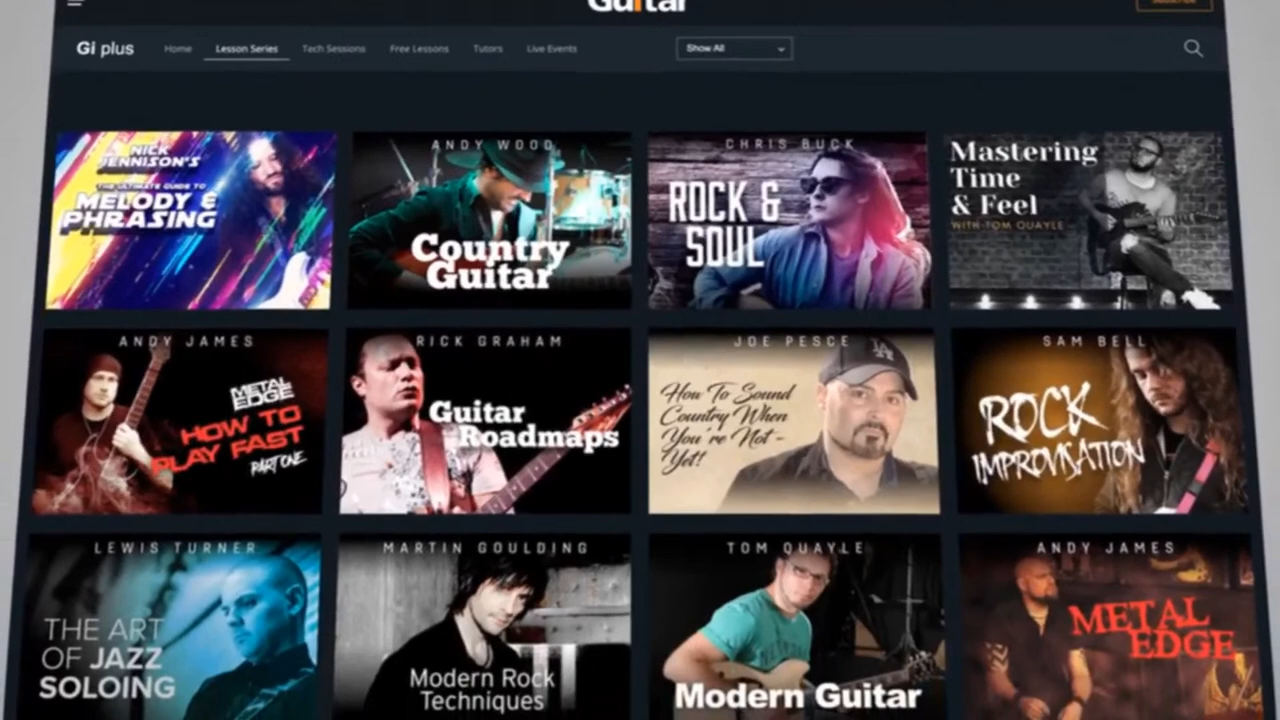 Guitar
Gi plus Home Lesson Series Tech Sessions Free Lessons Tutors Live Events Show All
NICK
JENNISON'S
THE ULTIMATE GUIDE TO
MELODY &
PHRASING
ANDY WOOD
Country
Guitar
CHRIS BUCK
ROCK &
SOUL
Mastering
Time
& Feel
WITH TOM QUAYLE
ANDY JAMES
METAL
EDGE
HOW TO
PLAY FAST
PART ONE
RICK GRAHAM
Guitar
Roadmaps
JOE PESCE
How To Sound
Country When
You're Not -
Yet!
LA
SAM BELL
ROCK
IMPROVISATION
LEWIS TURNER
THE ART
OF JAZZ
SOLOING
MARTIN GOULDING
Modern Rock
Techniques
TOM QUAYLE
Modern Guitar
ANDY JAMES
METAL
EDGE